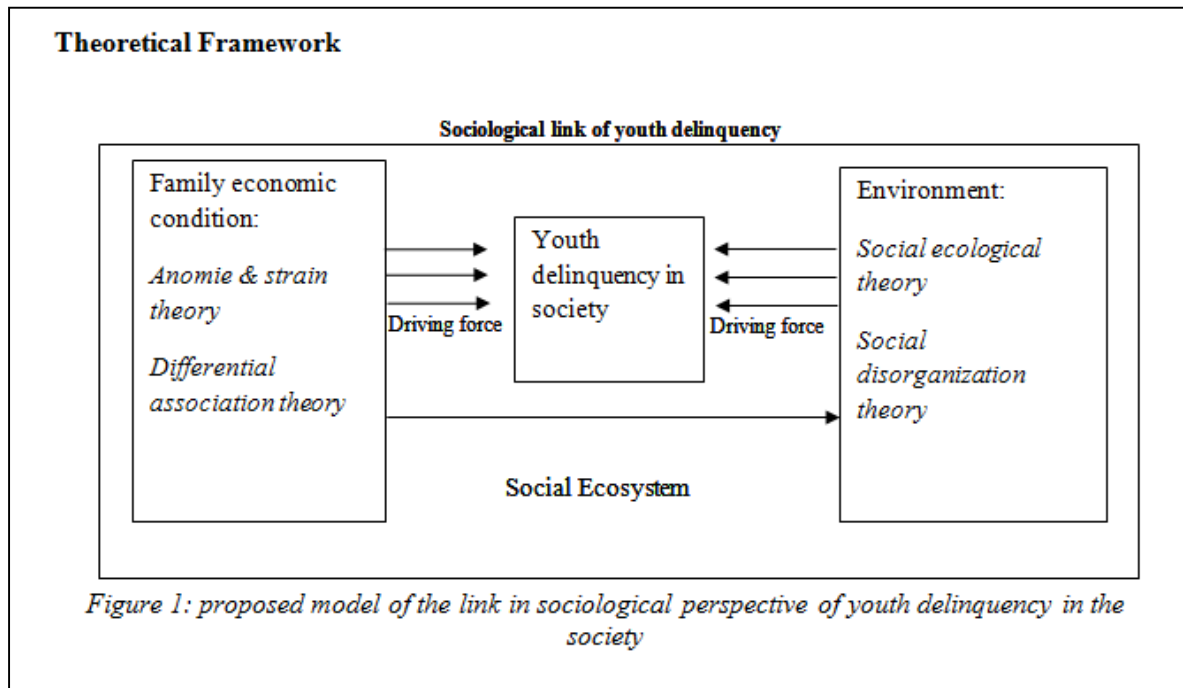 Theoretical Framework
Sociological link of youth delinquency
Family economic
condition:
Anomie & strain
theory
Differential
association theory
Driving force
Youth
delinquency in
society
Driving force
Environment:
Social ecological
theory
Social
disorganization
theory
Social Ecosystem
Figure 1: proposed model of the link in sociological perspective of youth delinquency in the
society